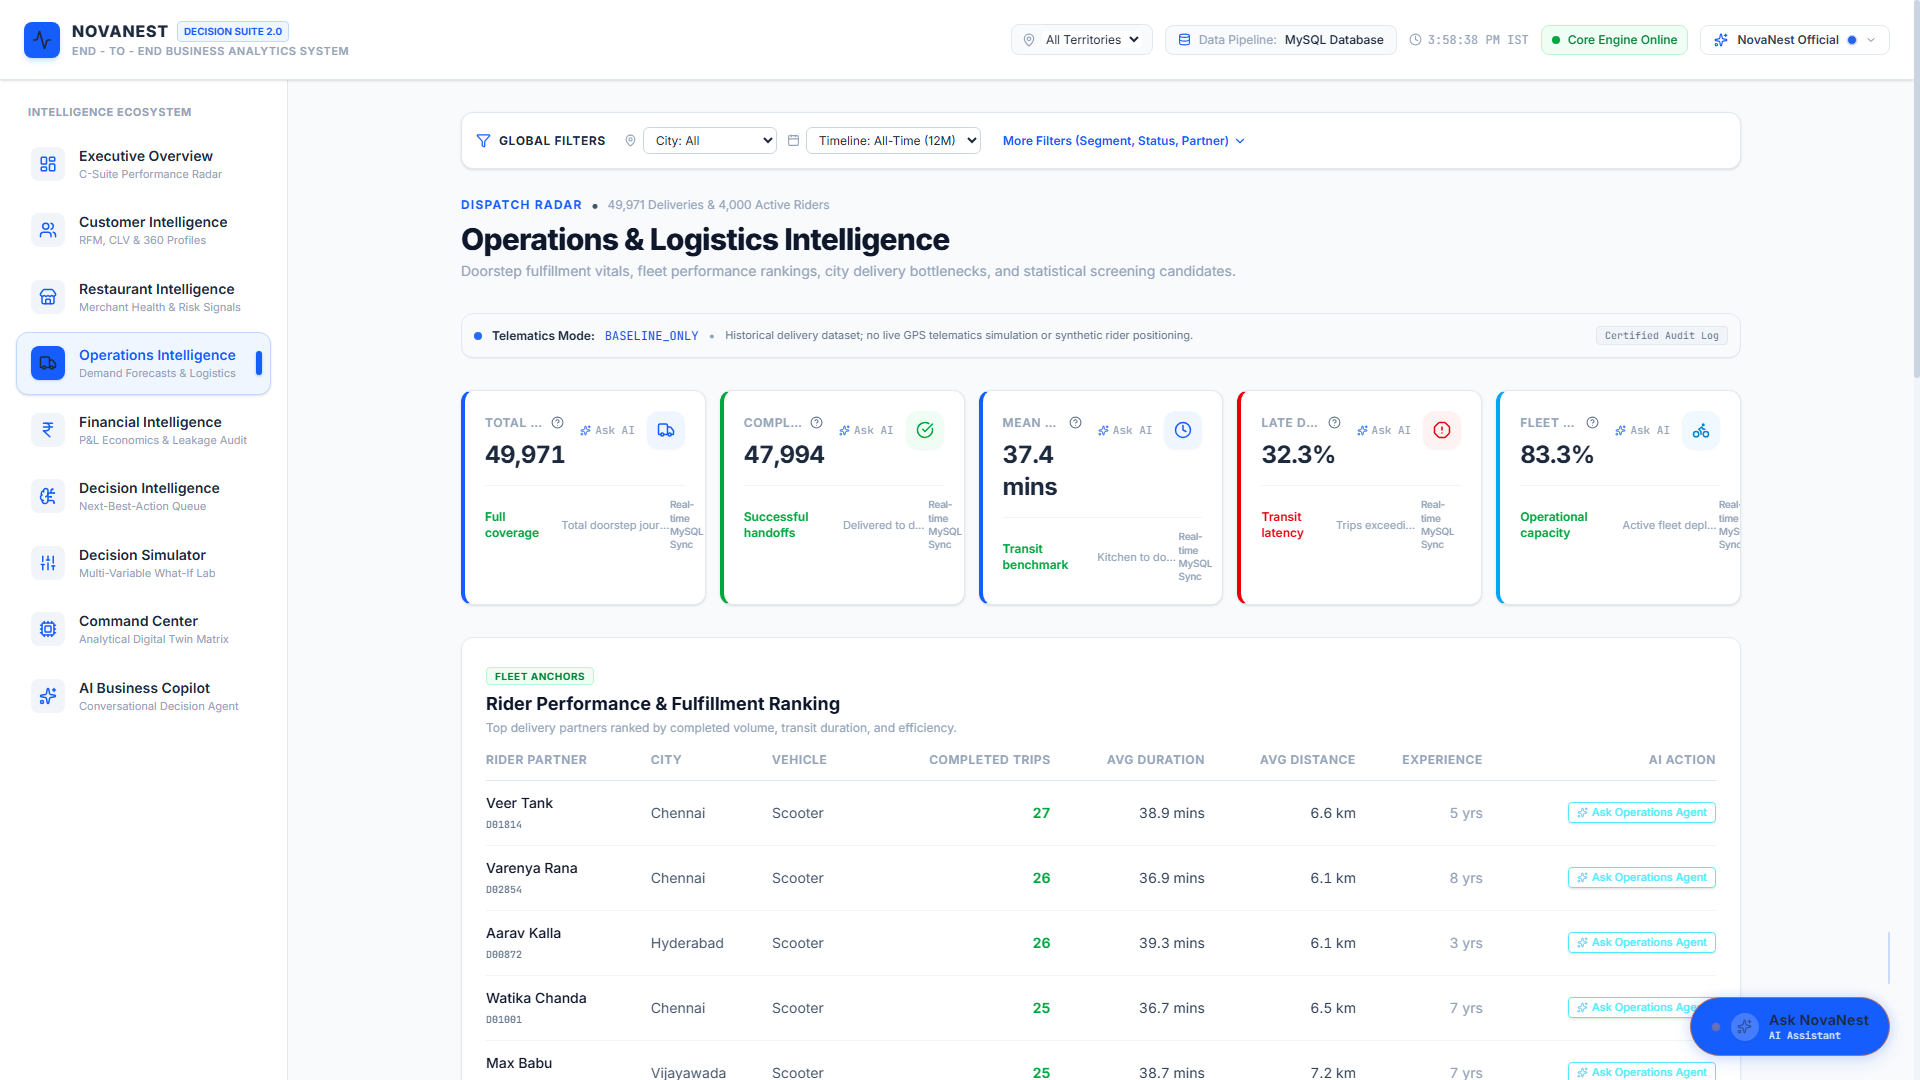 NOVANEST DECISION SUITE 2.0
END - TO - END BUSINESS ANALYTICS SYSTEM
All Territories
Data Pipeline: MySQL Database
3:58:38 PM IST
Core Engine Online
NovaNest Official
INTELLIGENCE ECOSYSTEM
Executive Overview
C-Suite Performance Radar
Customer Intelligence
RFM, CLV & 360 Profiles
Restaurant Intelligence
Merchant Health & Risk Signals
Operations Intelligence
Demand Forecasts & Logistics
Financial Intelligence
P&L Economics & Leakage Audit
Decision Intelligence
Next-Best-Action Queue
Decision Simulator
Multi-Variable What-If Lab
Command Center
Analytical Digital Twin Matrix
AI Business Copilot
Conversational Decision Agent
GLOBAL FILTERS
City: All
Timeline: All-Time (12M)
More Filters (Segment, Status, Partner)
DISPATCH RADAR • 49,971 Deliveries & 4,000 Active Riders
Operations & Logistics Intelligence
Doorstep fulfillment vitals, fleet performance rankings, city delivery bottlenecks, and statistical screening candidates.
Telematics Mode: BASELINE_ONLY • Historical delivery dataset; no live GPS telematics simulation or synthetic rider positioning.
Certified Audit Log
TOTAL ... Ask AI
49,971
Full coverage
Total doorstep jour...
Real-time MySQL Sync
COMPL... Ask AI
47,994
Successful handoffs
Delivered to d...
Real-time MySQL Sync
MEAN ... Ask AI
37.4 mins
Transit benchmark
Kitchen to do...
Real-time MySQL Sync
LATE D... Ask AI
32.3%
Transit latency
Trips exceedi...
Real-time MySQL Sync
FLEET ... Ask AI
83.3%
Operational capacity
Active fleet depl...
Real-time MySQL Sync
FLEET ANCHORS
Rider Performance & Fulfillment Ranking
Top delivery partners ranked by completed volume, transit duration, and efficiency.
RIDER PARTNER CITY VEHICLE COMPLETED TRIPS AVG DURATION AVG DISTANCE EXPERIENCE AI ACTION
Veer Tank
D01814
Chennai Scooter 27 38.9 mins 6.6 km 5 yrs Ask Operations Agent
Varenya Rana
D02854
Chennai Scooter 26 36.9 mins 6.1 km 8 yrs Ask Operations Agent
Aarav Kalla
D00872
Hyderabad Scooter 26 39.3 mins 6.1 km 3 yrs Ask Operations Agent
Watika Chanda
D01001
Chennai Scooter 25 36.7 mins 6.5 km 7 yrs Ask Operations Age
Max Babu
Vijayawada Scooter 25 38.7 mins 7.2 km 7 yrs Ask Operations Agent
Ask NovaNest
AI Assistant